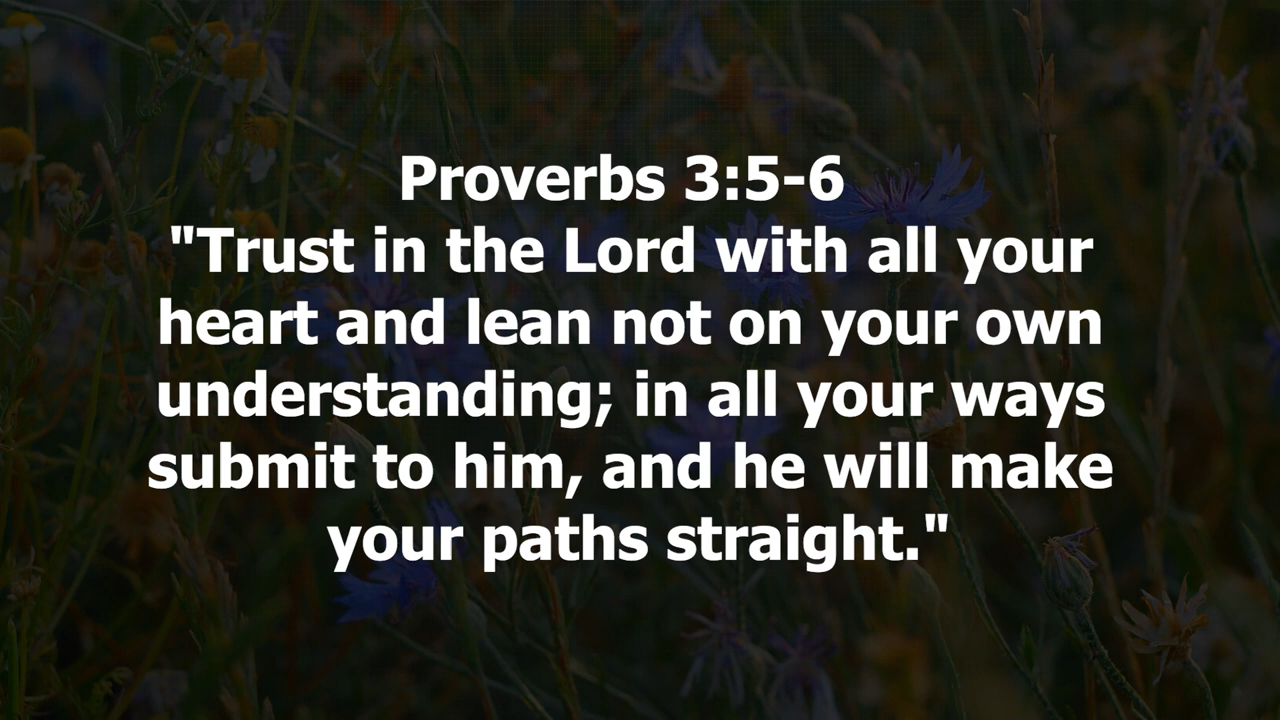 Proverbs 3:5-6
"Trust in the Lord with all your
heart and lean not on your own
understanding; in all your ways
submit to him, and he will make
your paths straight."